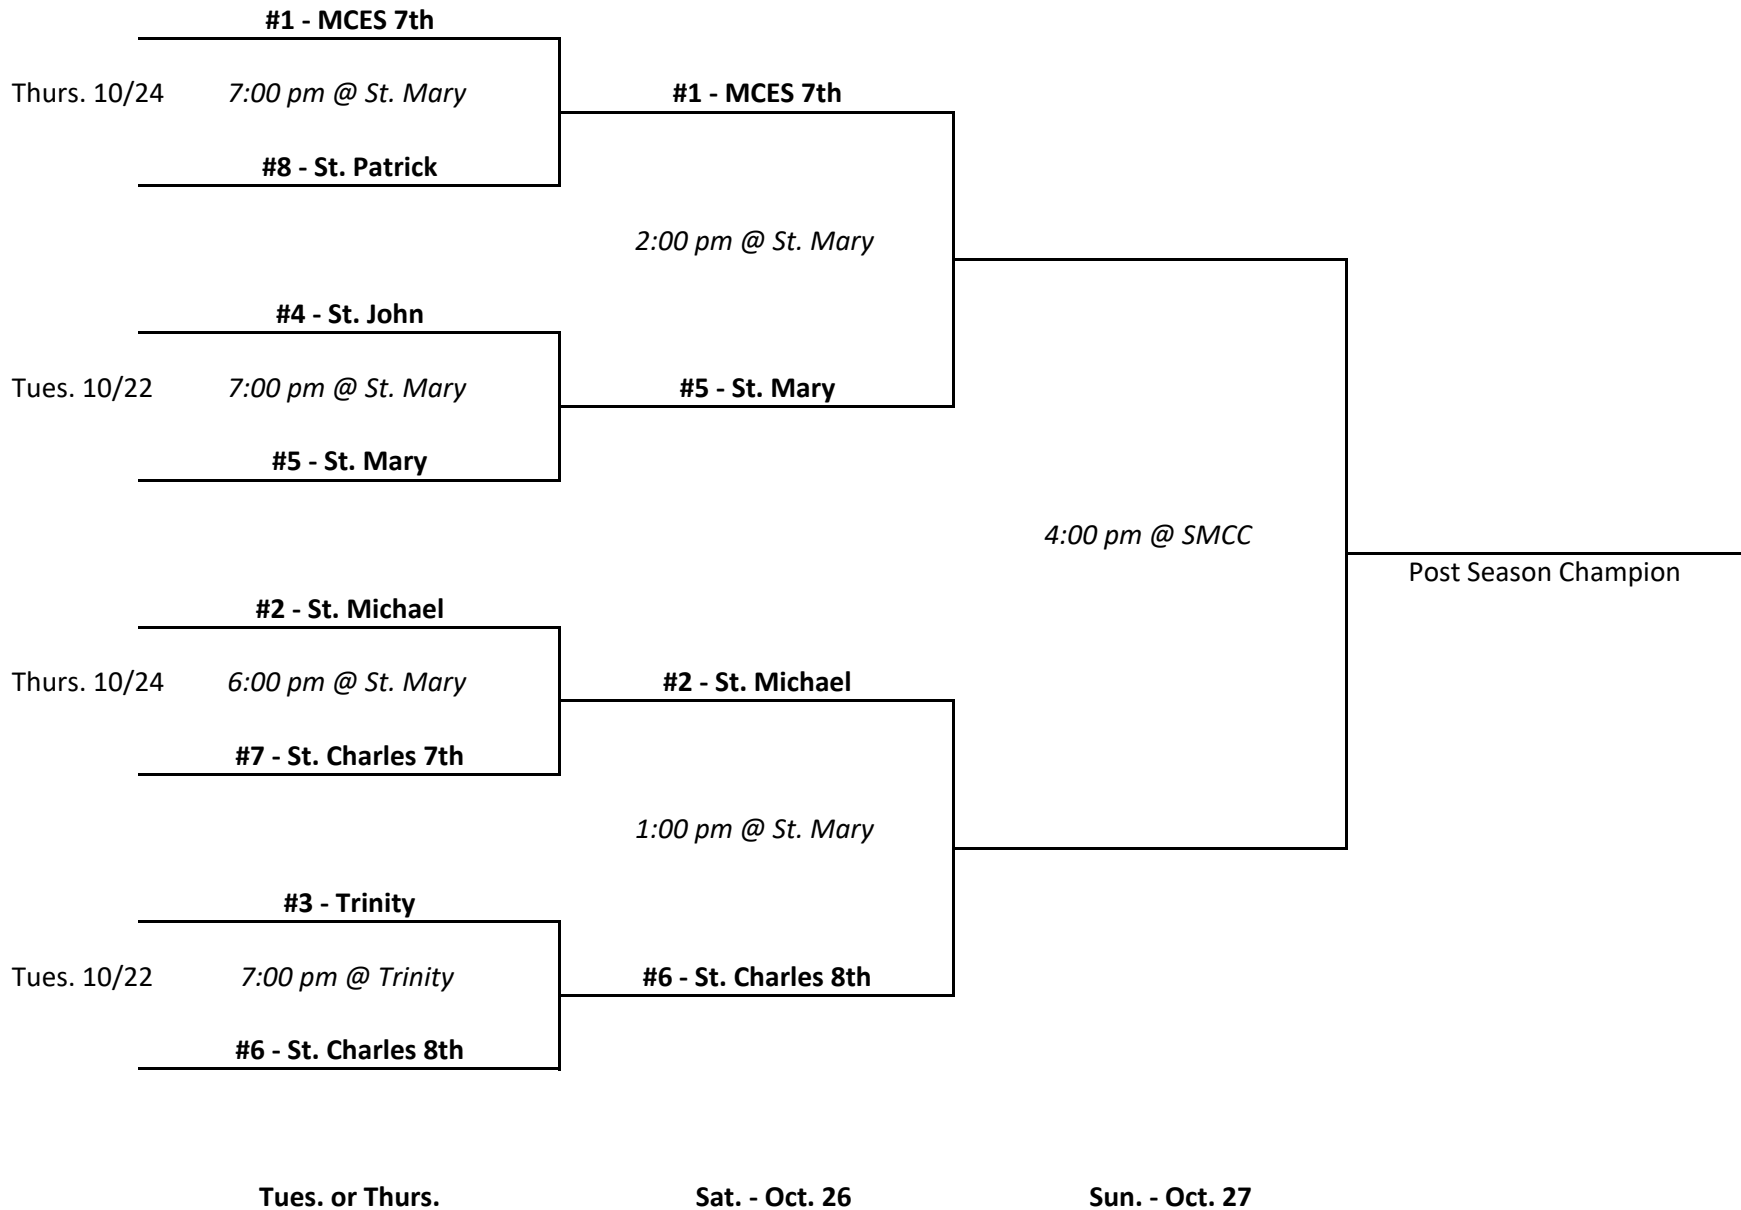 #1 - MCES 7th
Thurs. 10/24 7:00 pm @ St. Mary #1 - MCES 7th
#8 - St. Patrick
2:00 pm @ St. Mary
#4 - St. John
Tues. 10/22 7:00 pm @ St. Mary #5 - St. Mary
#5 - St. Mary
4:00 pm @ SMCC
Post Season Champion
#2 - St. Michael
Thurs. 10/24 6:00 pm @ St. Mary #2 - St. Michael
#7 - St. Charles 7th
1:00 pm @ St. Mary
#3 - Trinity
Tues. 10/22 7:00 pm @ Trinity #6 - St. Charles 8th
#6 - St. Charles 8th
Tues. or Thurs. Sat. - Oct. 26 Sun. - Oct. 27